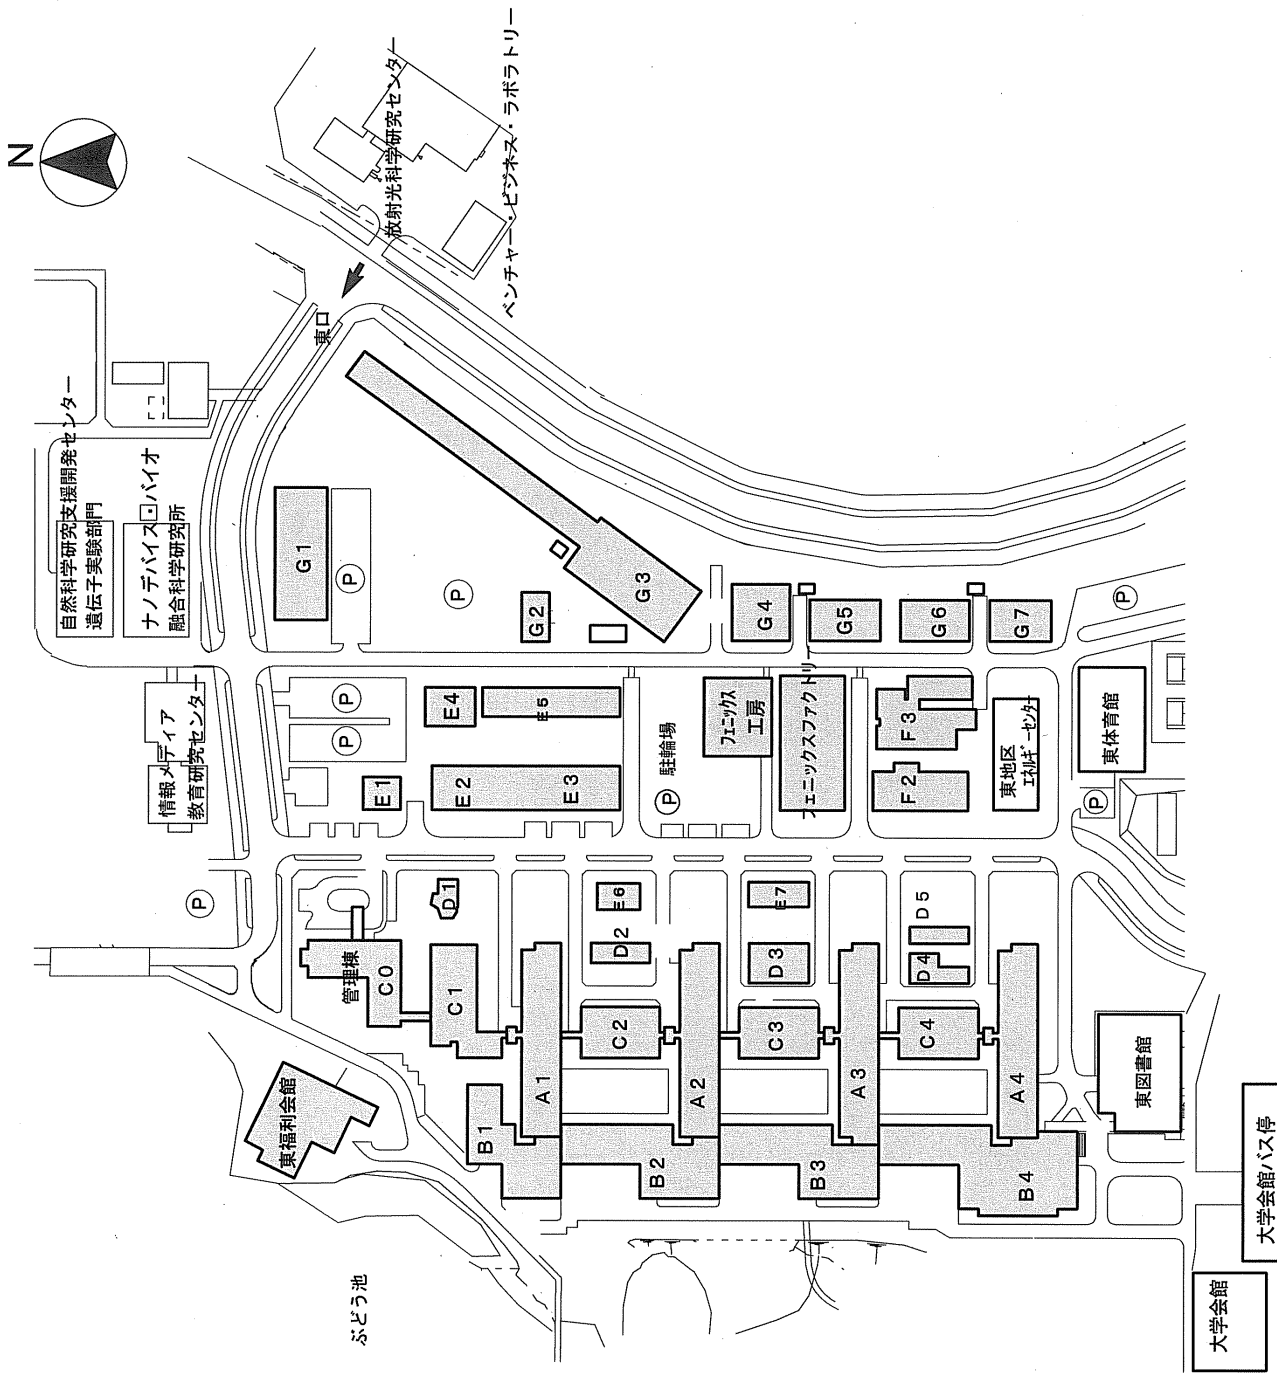 N
放射光科学研究センター
ベンチャー・ビジネス・ラボラトリー
東口
自然科学研究支援開発センター
遺伝子実験部門
ナノデバイス・バイオ
融合科学研究所
情報メディア
教育研究センター
G1
G2
G3
G4
G5
G6
G7
P
P
P
P
P
P
P
P
E4
E5
E1
E2
E3
駐輪場
フェニックス
工房
フェニックスファクトリー
F3
F2
東地区
エネルギーセンター
東体育館
D1
E6
E7
D2
D3
D4
D5
管理棟
C0
C1
C2
C3
C4
A1
A2
A3
A4
B1
B2
B3
B4
東福利会館
東図書館
ぶどう池
大学会館バス停
大学会館